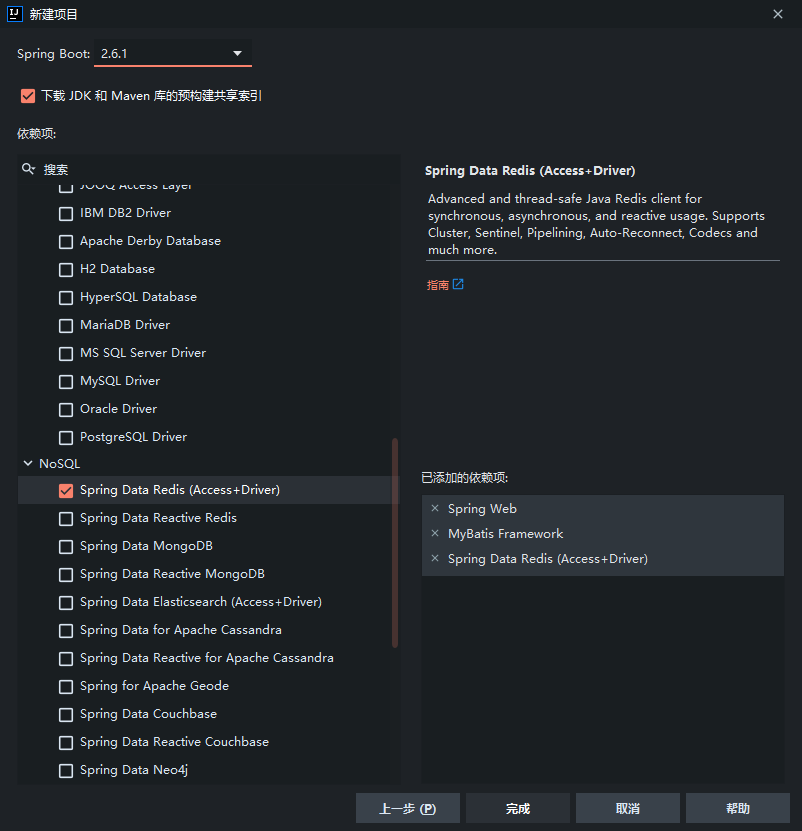 IJ 新建项目
Spring Boot: 2.6.1
下载 JDK 和 Maven 库的预构建共享索引
依赖项:
搜索
JOOQ Access Layer
IBM DB2 Driver
Apache Derby Database
H2 Database
HyperSQL Database
MariaDB Driver
MS SQL Server Driver
MySQL Driver
Oracle Driver
PostgreSQL Driver
NoSQL
Spring Data Redis (Access+Driver)
Spring Data Reactive Redis
Spring Data MongoDB
Spring Data Reactive MongoDB
Spring Data Elasticsearch (Access+Driver)
Spring Data for Apache Cassandra
Spring Data Reactive for Apache Cassandra
Spring for Apache Geode
Spring Data Couchbase
Spring Data Reactive Couchbase
Spring Data Neo4j
Spring Data Redis (Access+Driver)
Advanced and thread-safe Java Redis client for
synchronous, asynchronous, and reactive usage. Supports
Cluster, Sentinel, Pipelining, Auto-Reconnect, Codecs and
much more.
指南
已添加的依赖项:
Spring Web
MyBatis Framework
Spring Data Redis (Access+Driver)
上一步 (P)
完成
取消
帮助